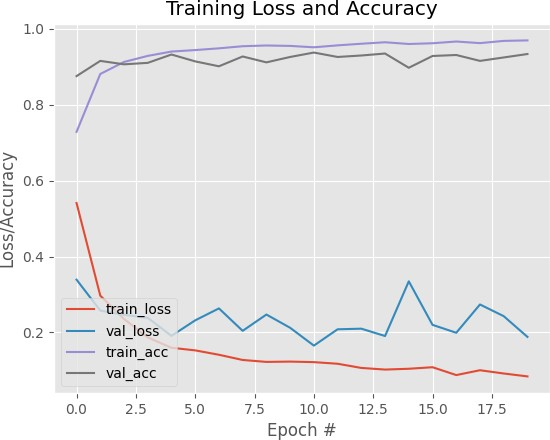 Training Loss and Accuracy
1.0
0.8
0.6
0.4
0.2
Loss/Accuracy
train_loss
val_loss
train_acc
val_acc
0.0 2.5 5.0 7.5 10.0 12.5 15.0 17.5
Epoch #